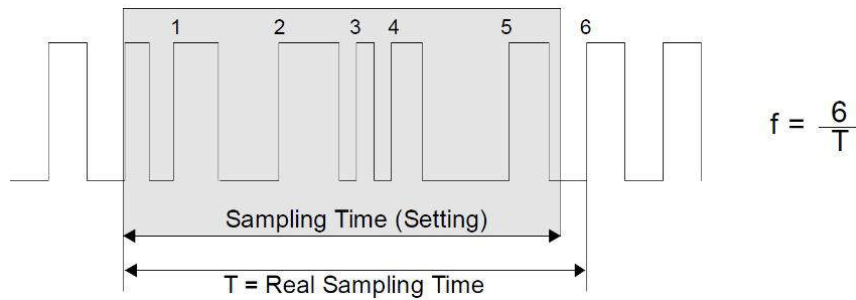 1 2 3 4 5 6
f = 6
T
Sampling Time (Setting)
T = Real Sampling Time